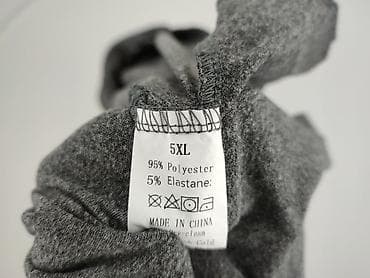 5XL
95% Polyester
5% Elastane:
MADE IN CHINA